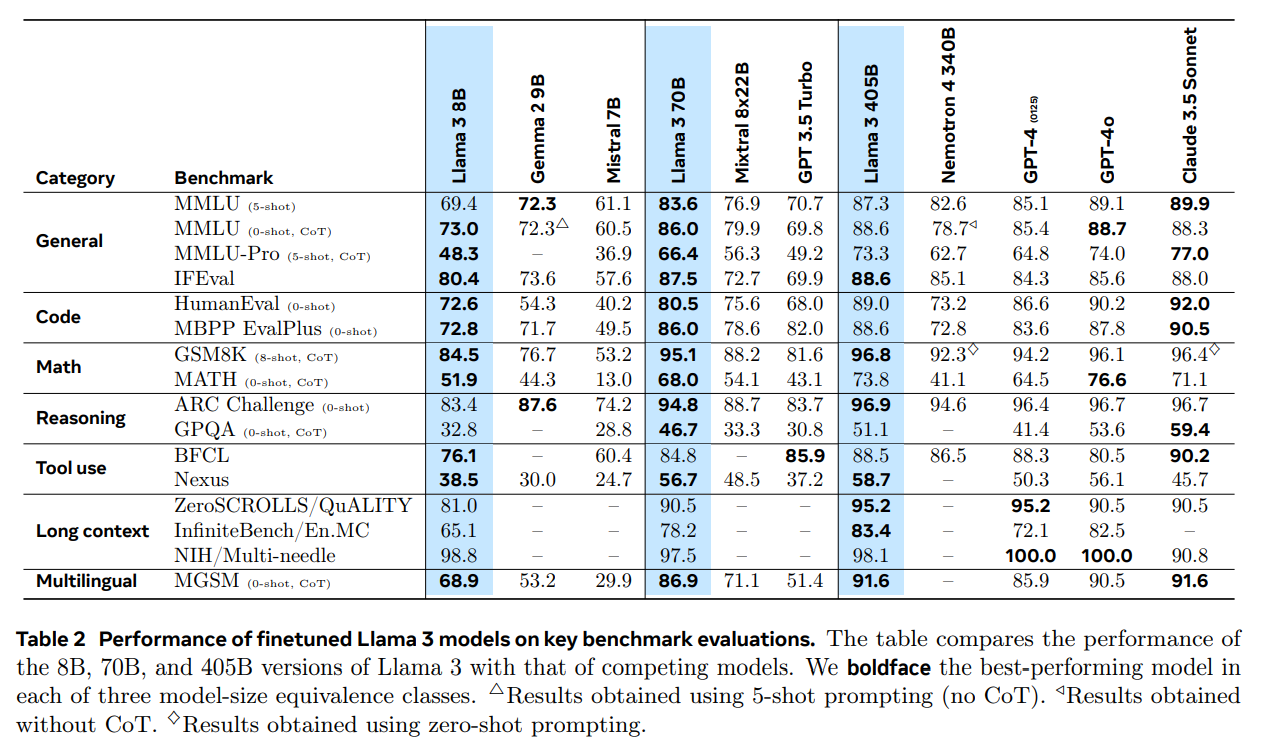 Category Benchmark Llama 3 8B Gemma 2 9B Mistral 7B Llama 3 70B Mixtral 8x22B GPT 3.5 Turbo Llama 3 405B Nemotron 4 340B GPT-4 (0125) GPT-4o Claude 3.5 Sonnet
General
MMLU (5-shot) 69.4 72.3 61.1 83.6 76.9 70.7 87.3 82.6 85.1 89.1 89.9
MMLU (0-shot, CoT) 73.0 72.3△ 60.5 86.0 79.9 69.8 88.6 78.7◁ 85.4 88.7 88.3
MMLU-Pro (5-shot, CoT) 48.3 – 36.9 66.4 56.3 49.2 73.3 62.7 64.8 74.0 77.0
IFEval 80.4 73.6 57.6 87.5 72.7 69.9 88.6 85.1 84.3 85.6 88.0
Code
HumanEval (0-shot) 72.6 54.3 40.2 80.5 75.6 68.0 89.0 73.2 86.6 90.2 92.0
MBPP EvalPlus (0-shot) 72.8 71.7 49.5 86.0 78.6 82.0 88.6 72.8 83.6 87.8 90.5
Math
GSM8K (8-shot, CoT) 84.5 76.7 53.2 95.1 88.2 81.6 96.8 92.3♢ 94.2 96.1 96.4♢
MATH (0-shot, CoT) 51.9 44.3 13.0 68.0 54.1 43.1 73.8 41.1 64.5 76.6 71.1
Reasoning
ARC Challenge (0-shot) 83.4 87.6 74.2 94.8 88.7 83.7 96.9 94.6 96.4 96.7 96.7
GPQA (0-shot, CoT) 32.8 – 28.8 46.7 33.3 30.8 51.1 – 41.4 53.6 59.4
Tool use
BFCL 76.1 – 60.4 84.8 – 85.9 88.5 86.5 88.3 80.5 90.2
Nexus 38.5 30.0 24.7 56.7 48.5 37.2 58.7 – 50.3 56.1 45.7
Long context
ZeroSCROLLS/QuALITY 81.0 – – 90.5 – – 95.2 – 95.2 90.5 90.5
InfiniteBench/En.MC 65.1 – – 78.2 – – 83.4 – 72.1 82.5 –
NIH/Multi-needle 98.8 – – 97.5 – – 98.1 – 100.0 100.0 90.8
Multilingual
MGSM (0-shot, CoT) 68.9 53.2 29.9 86.9 71.1 51.4 91.6 – 85.9 90.5 91.6
Table 2 Performance of finetuned Llama 3 models on key benchmark evaluations. The table compares the performance of
the 8B, 70B, and 405B versions of Llama 3 with that of competing models. We boldface the best-performing model in
each of three model-size equivalence classes. △Results obtained using 5-shot prompting (no CoT). ◁Results obtained
without CoT. ♢Results obtained using zero-shot prompting.